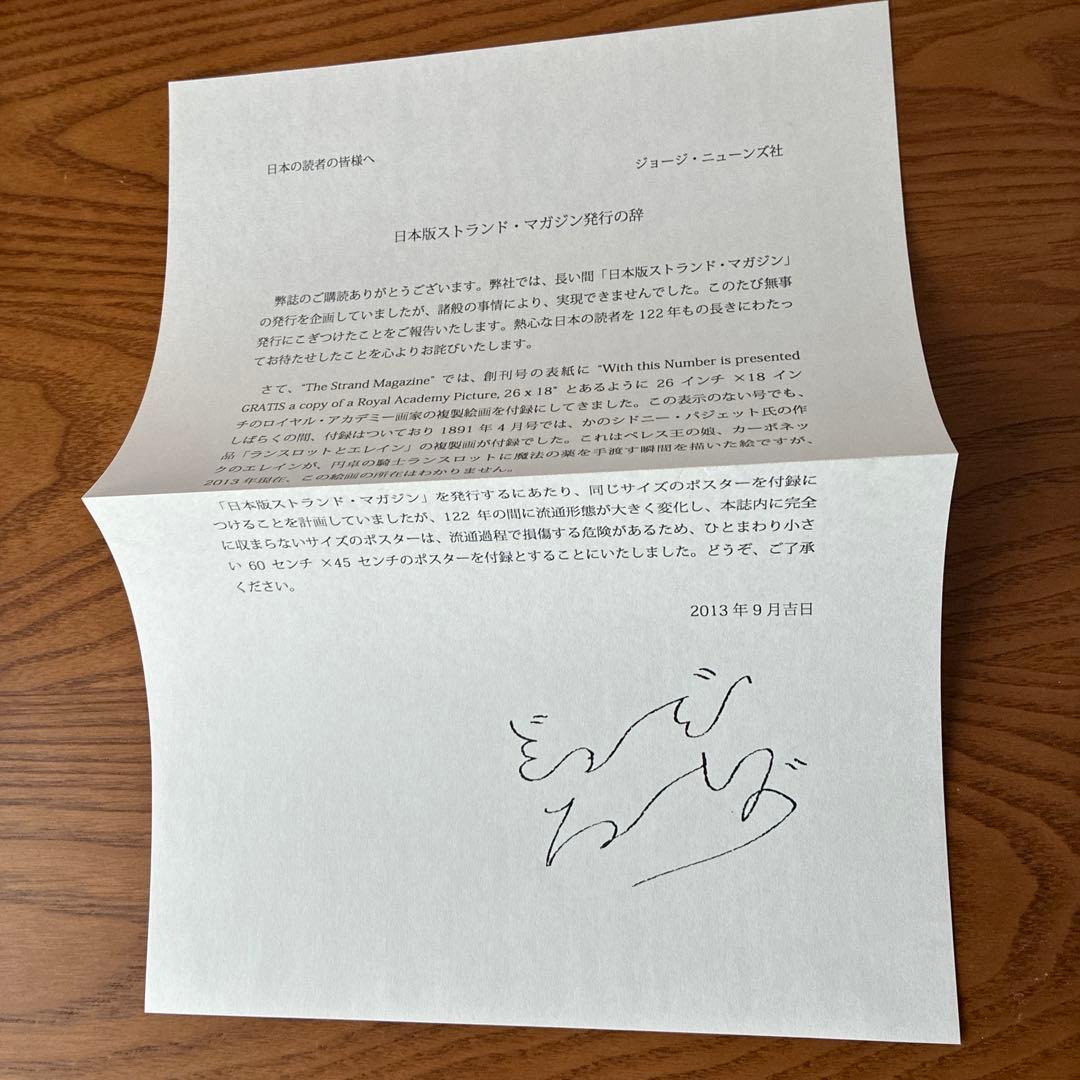 日本の読者の皆様へ
ジョージ・ニューンズ社
日本版ストランド・マガジン発行の辞
弊誌のご購読ありがとうございます。弊社では、長い間「日本版ストランド・マガジン」
の発行を企画していましたが、諸般の事情により、実現できませんでした。このたび無事
発行にこぎつけたことをご報告いたします。熱心な日本の読者を 122 年もの長きにわたっ
てお待たせしたことを心よりお詫びいたします。
さて、"The Strand Magazine" では、創刊号の表紙に "With this Number is presented
GRATIS a copy of a Royal Academy Picture, 26 x 18" とあるように 26 インチ ×18 イン
チのロイヤル・アカデミー画家の複製絵画を付録にしてきました。この表示のない号でも、
しばらくの間、付録はついており 1891 年 4 月号では、かのシドニー・パジェット氏の作
品「ランスロットとエレイン」の複製画が付録でした。これはペレス王の娘、カーボネッ
クのエレインが、円卓の騎士ランスロットに魔法の薬を手渡す瞬間を描いた絵ですが、
2013 年現在、この絵画の所在はわかりません。
「日本版ストランド・マガジン」を発行するにあたり、同じサイズのポスターを付録に
つけることを計画していましたが、122 年の間に流通形態が大きく変化し、本誌内に完全
に収まらないサイズのポスターは、流通過程で損傷する危険があるため、ひとまわり小さ
い 60 センチ ×45 センチのポスターを付録とすることにいたしました。どうぞ、ご了承
ください。
2013 年 9 月吉日